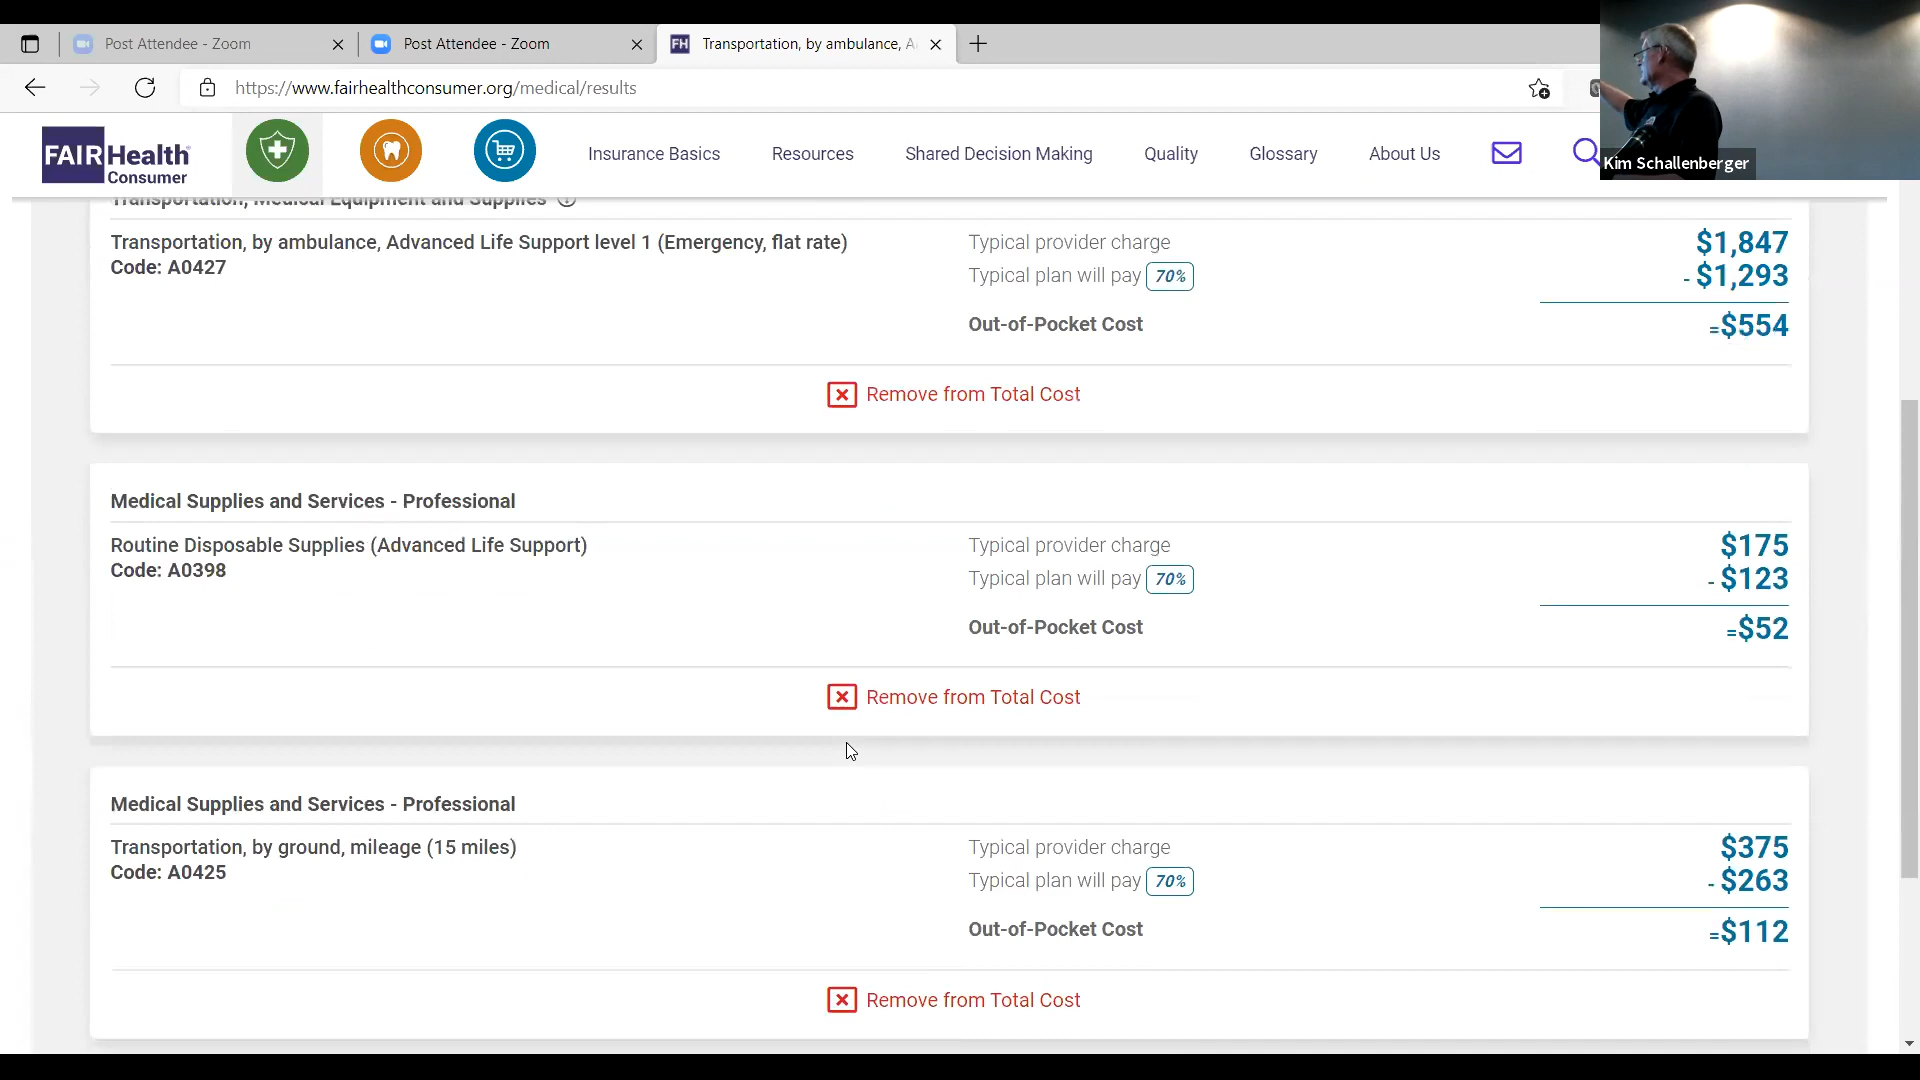 Post Attendee - Zoom
Post Attendee - Zoom
FH
Transportation, by ambulance, A
https://www.fairhealthconsumer.org/medical/results
FAIR Health
Consumer
Insurance Basics
Resources
Shared Decision Making
Quality
Glossary
About Us
Kim Schallenberger
Transportation, Medical Equipment and Supplies
Transportation, by ambulance, Advanced Life Support level 1 (Emergency, flat rate)
Code: A0427
Typical provider charge
$1,847
Typical plan will pay 70%
- $1,293
Out-of-Pocket Cost
=$554
Remove from Total Cost
Medical Supplies and Services - Professional
Routine Disposable Supplies (Advanced Life Support)
Code: A0398
Typical provider charge
$175
Typical plan will pay 70%
- $123
Out-of-Pocket Cost
=$52
Remove from Total Cost
Medical Supplies and Services - Professional
Transportation, by ground, mileage (15 miles)
Code: A0425
Typical provider charge
$375
Typical plan will pay 70%
- $263
Out-of-Pocket Cost
=$112
Remove from Total Cost